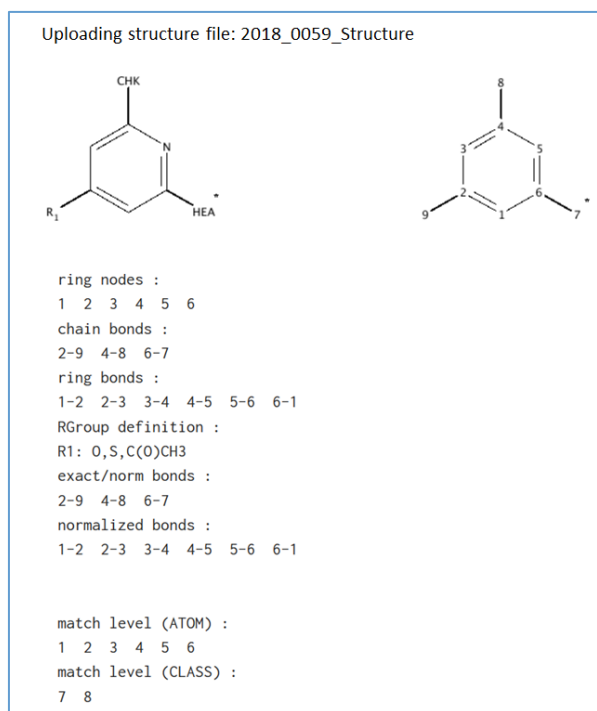 Uploading structure file: 2018_0059_Structure
CHK
N
R1
HEA
*
8
4
3
5
2
6
9
1
7
*
ring nodes :
1 2 3 4 5 6
chain bonds :
2-9 4-8 6-7
ring bonds :
1-2 2-3 3-4 4-5 5-6 6-1
RGroup definition :
R1: O,S,C(O)CH3
exact/norm bonds :
2-9 4-8 6-7
normalized bonds :
1-2 2-3 3-4 4-5 5-6 6-1
match level (ATOM) :
1 2 3 4 5 6
match level (CLASS) :
7 8